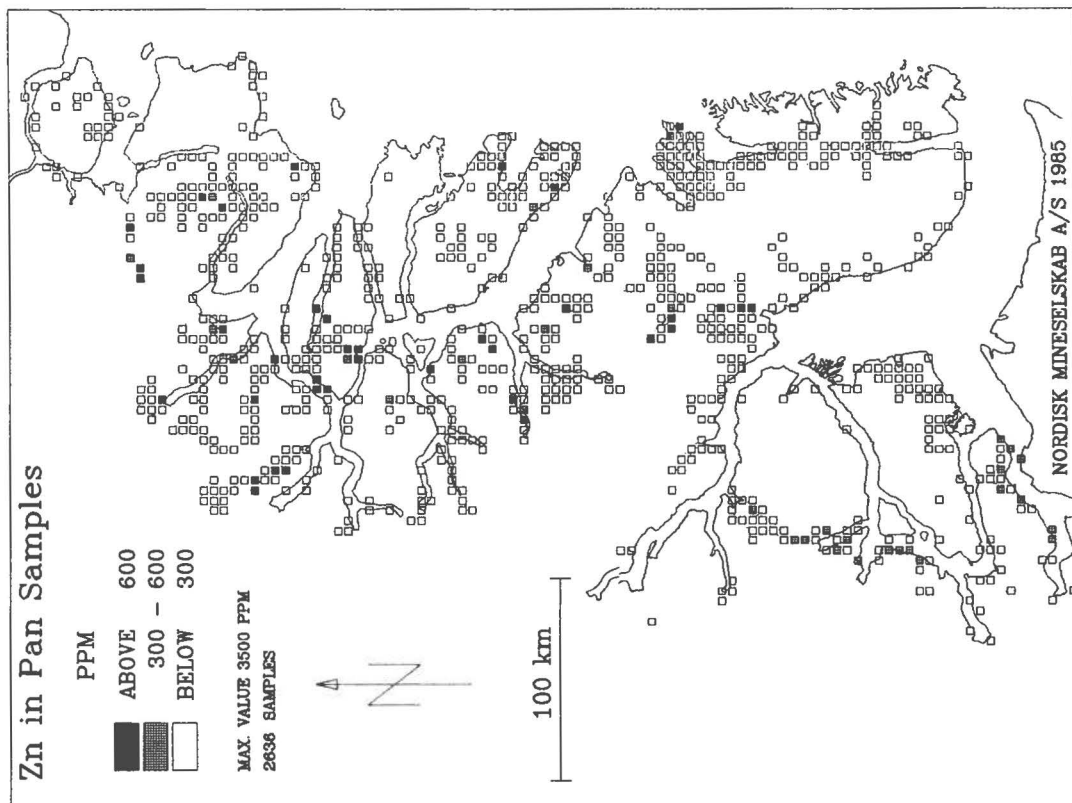 Zn in Pan Samples
PPM
ABOVE 600
300 - 600
BELOW 300
MAX. VALUE 3500 PPM
2636 SAMPLES
N
100 km
NORDISK MINESELSKAB A/S 1985